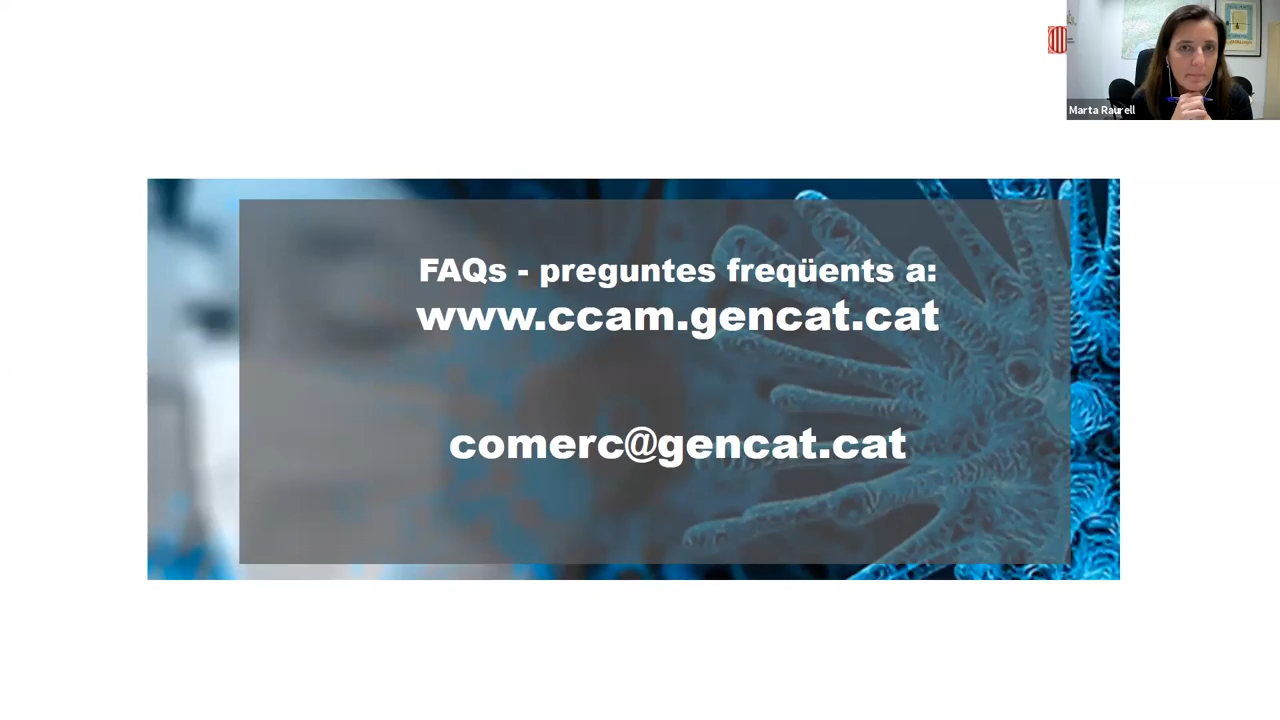 Marta Raurell
FAQs - preguntes freqüents a:
www.ccam.gencat.cat
comerc@gencat.cat